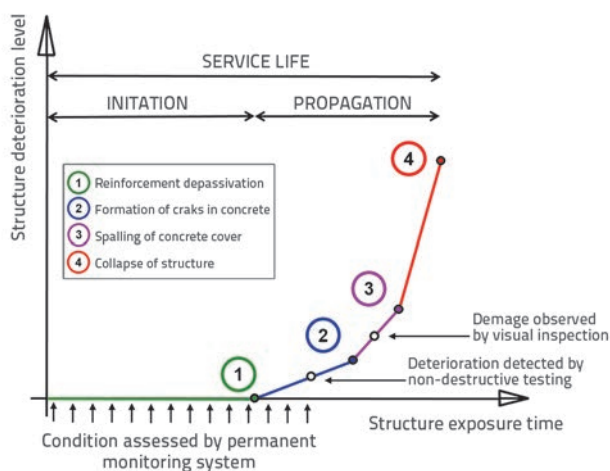 Structure deterioration level
SERVICE LIFE
INITATION
PROPAGATION
1 Reinforcement depassivation
2 Formation of craks in concrete
3 Spalling of concrete cover
4 Collapse of structure
4
3
2
1
Demage observed
by visual inspection
Deterioration detected by
non-destructive testing
Structure exposure time
Condition assessed by permanent
monitoring system